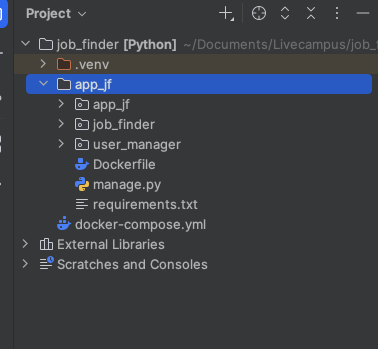 Project
job_finder [Python] ~/Documents/Livecampus/job_
.venv
app_jf
app_jf
job_finder
user_manager
Dockerfile
manage.py
requirements.txt
docker-compose.yml
External Libraries
Scratches and Consoles